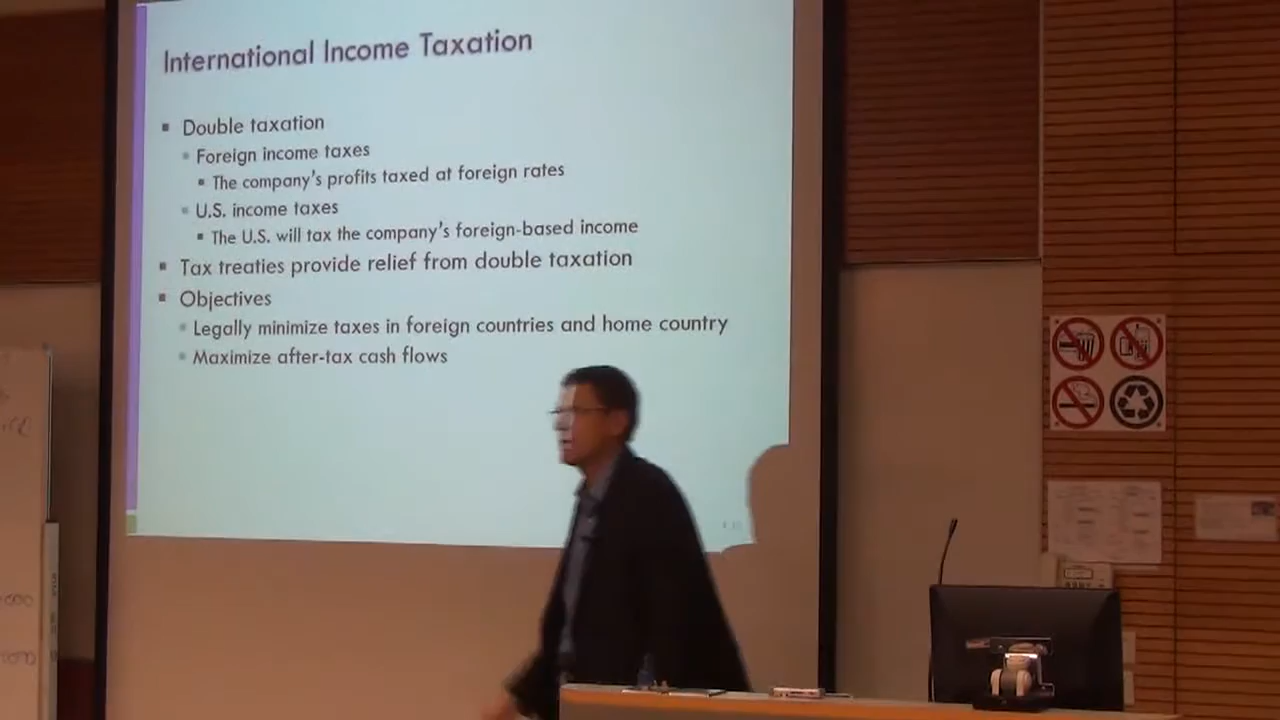 International Income Taxation
Double taxation
Foreign income taxes
The company's profits taxed at foreign rates
U.S. income taxes
The U.S. will tax the company's foreign-based income
Tax treaties provide relief from double taxation
Objectives
Legally minimize taxes in foreign countries and home country
Maximize after-tax cash flows